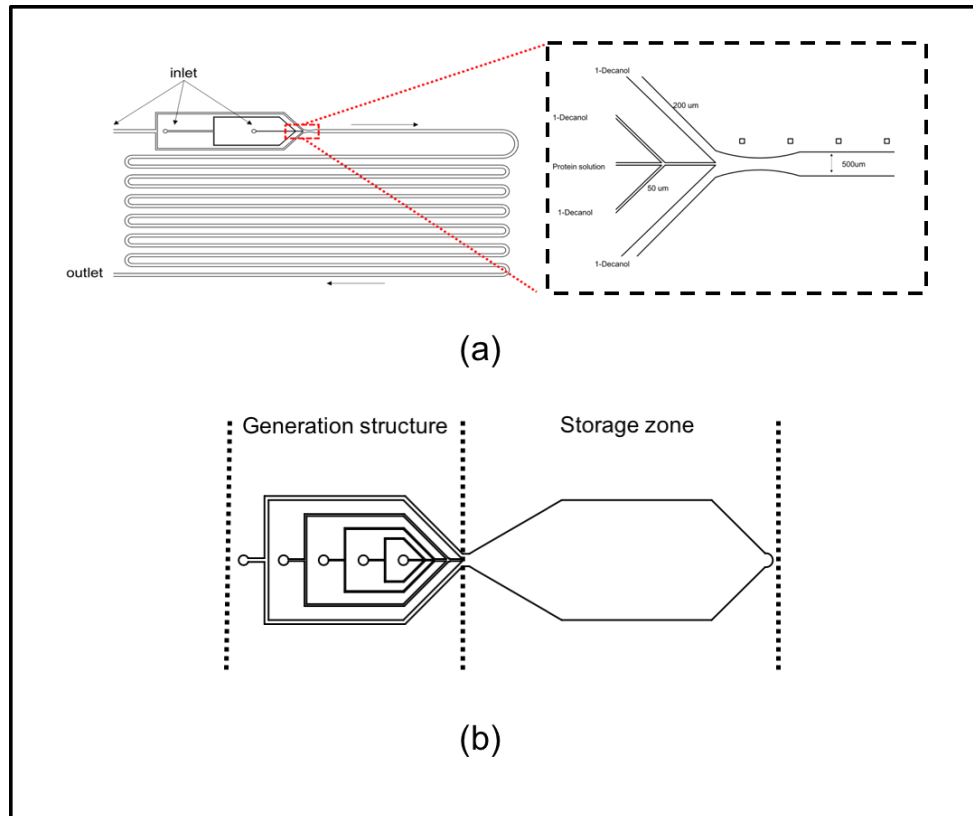 inlet
outlet
1-Decanol
200 um
1-Decanol
Protein solution
500um
50 um
1-Decanol
1-Decanol
(a)
Generation structure
Storage zone
(b)